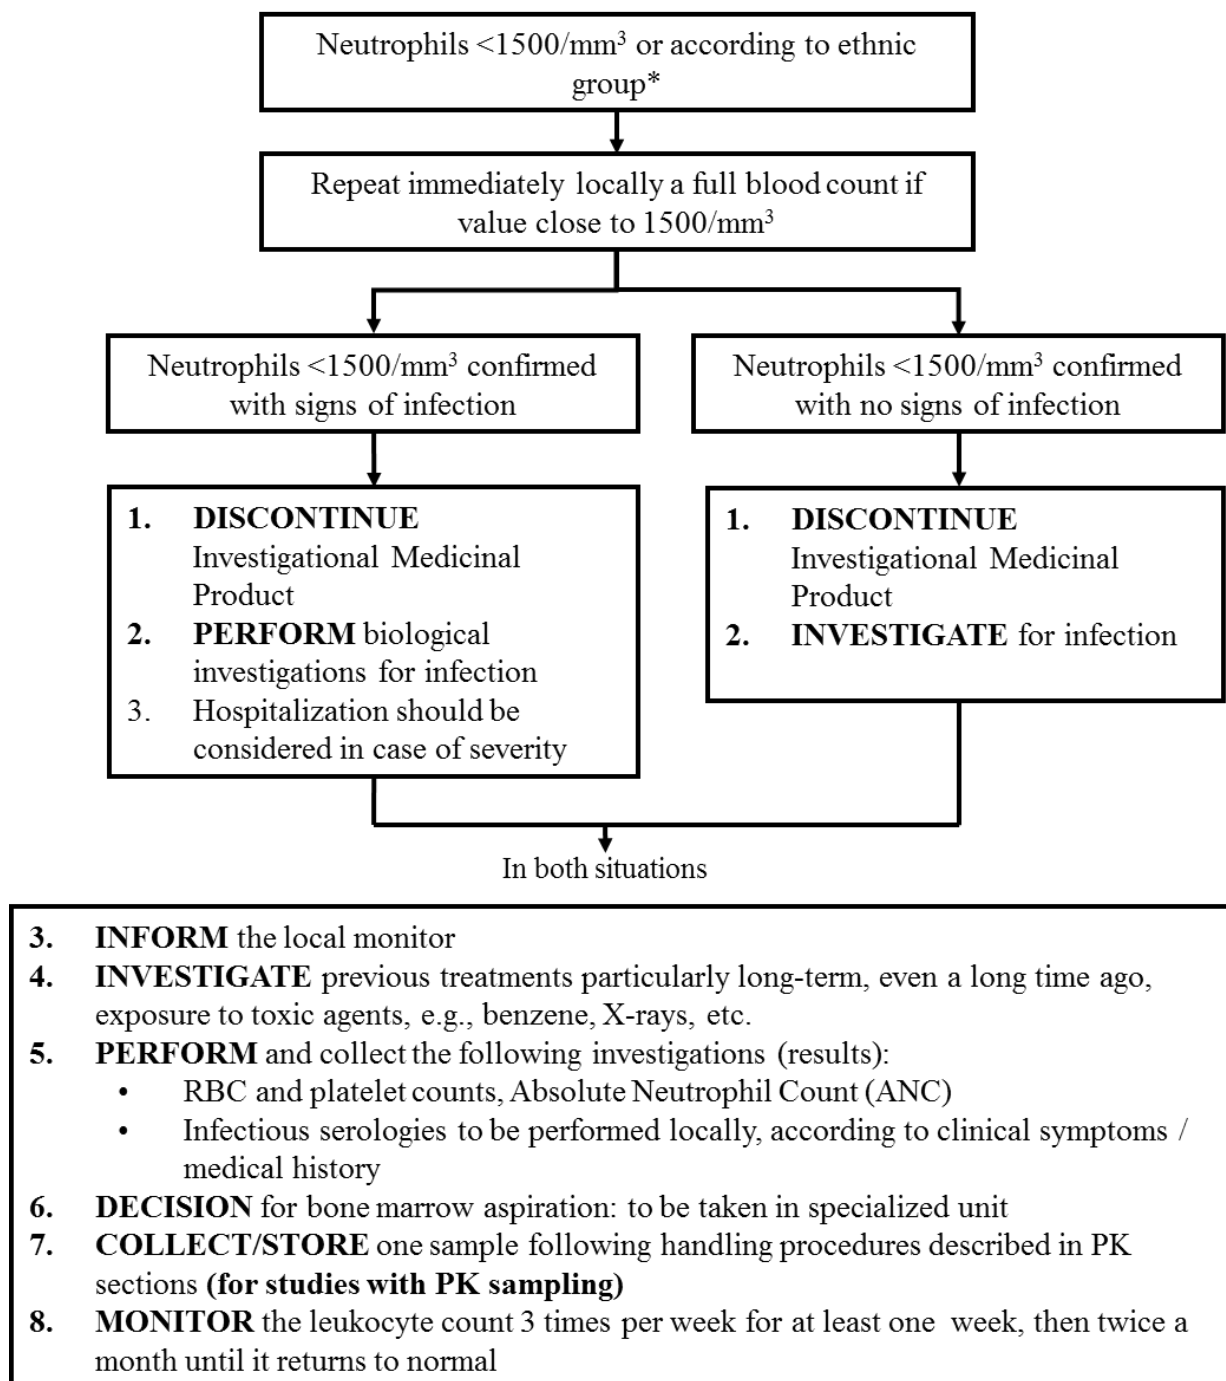 Neutrophils <1500/mm³ or according to ethnic
group*
Repeat immediately locally a full blood count if
value close to 1500/mm³
Neutrophils <1500/mm³ confirmed
with signs of infection
Neutrophils <1500/mm³ confirmed
with no signs of infection
1. DISCONTINUE
Investigational Medicinal
Product
2. PERFORM biological
investigations for infection
3. Hospitalization should be
considered in case of severity
1. DISCONTINUE
Investigational Medicinal
Product
2. INVESTIGATE for infection
In both situations
3. INFORM the local monitor
4. INVESTIGATE previous treatments particularly long-term, even a long time ago,
exposure to toxic agents, e.g., benzene, X-rays, etc.
5. PERFORM and collect the following investigations (results):
• RBC and platelet counts, Absolute Neutrophil Count (ANC)
• Infectious serologies to be performed locally, according to clinical symptoms /
medical history
6. DECISION for bone marrow aspiration: to be taken in specialized unit
7. COLLECT/STORE one sample following handling procedures described in PK
sections (for studies with PK sampling)
8. MONITOR the leukocyte count 3 times per week for at least one week, then twice a
month until it returns to normal